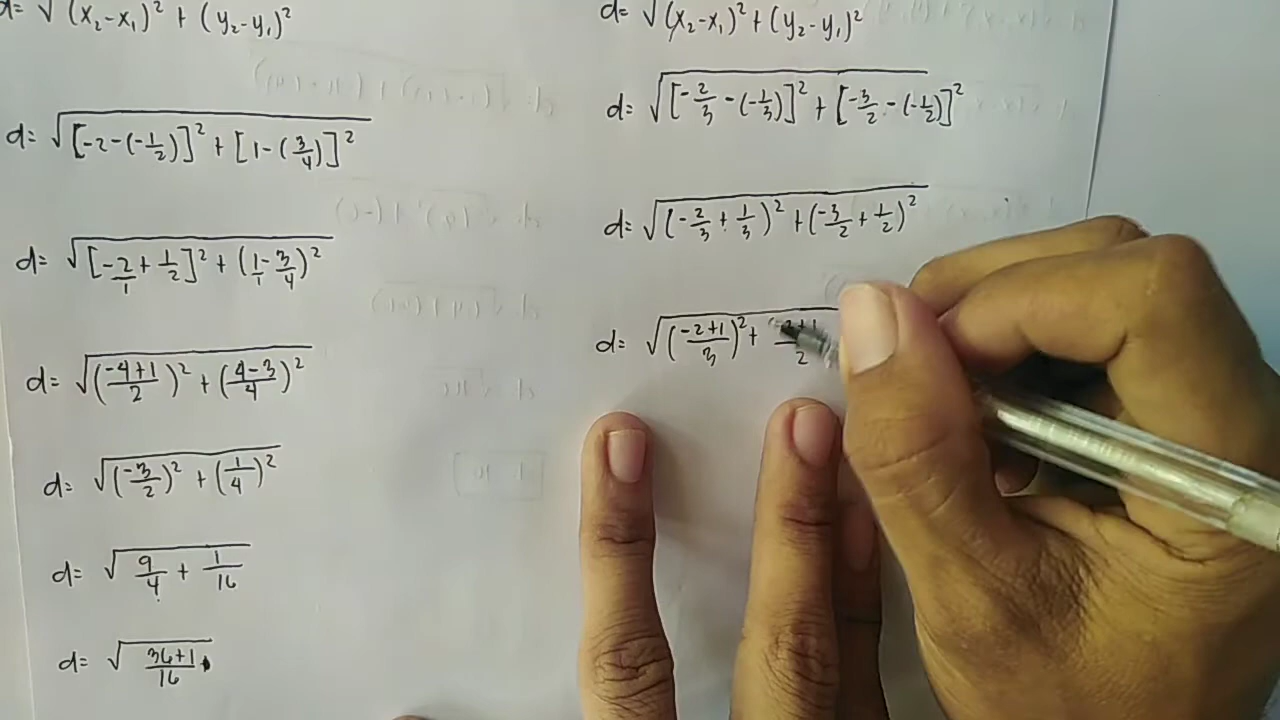 d= √(x₂-x₁)² + (y₂-y₁)²
d= √[-2-(-1/2)]² + [1-(3/4)]²
d= √[-2/1 + 1/2]² + (1/1 - 3/4)²
d= √(-4+1/2)² + (4-3/4)²
d= √(-3/2)² + (1/4)²
d= √9/4 + 1/16
d= √36+1/16
d= √(x₂-x₁)² + (y₂-y₁)²
d= √[-2/3 - (-1/3)]² + [-3/2 - (-1/2)]²
d= √(-2/3 + 1/3)² + (-3/2 + 1/2)²
d= √(-2+1/3)² +